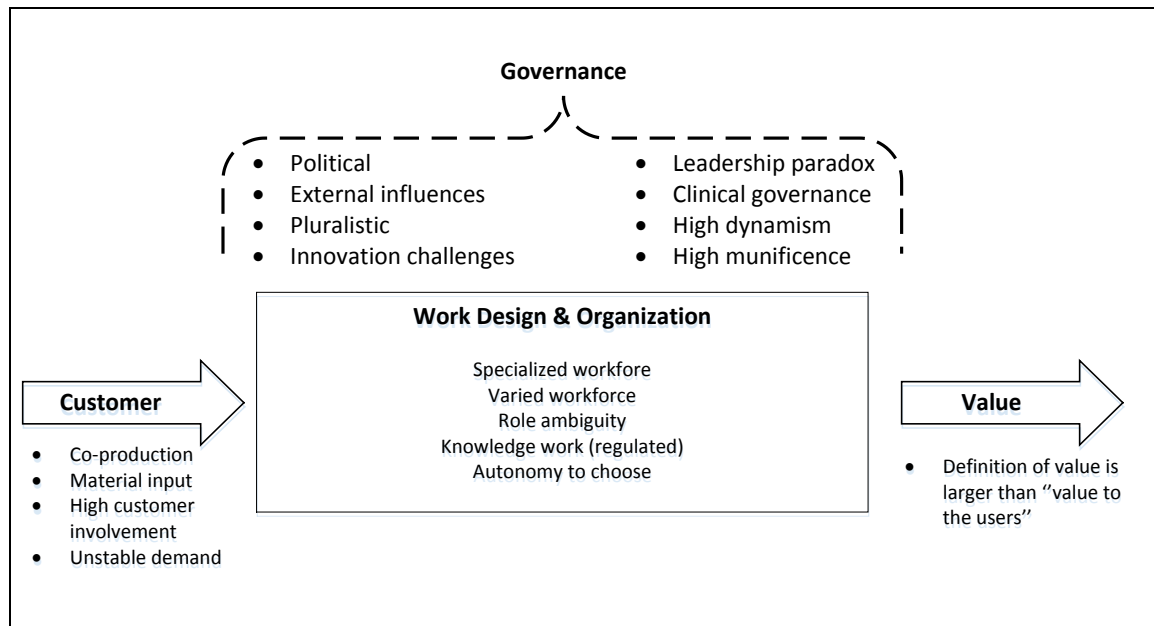 Governance
• Political
• External influences
• Pluralistic
• Innovation challenges
• Leadership paradox
• Clinical governance
• High dynamism
• High munificence
Work Design & Organization
Specialized workfore
Varied workforce
Role ambiguity
Knowledge work (regulated)
Autonomy to choose
Customer
• Co-production
• Material input
• High customer
involvement
• Unstable demand
Value
• Definition of value is
larger than ‘’value to
the users’’